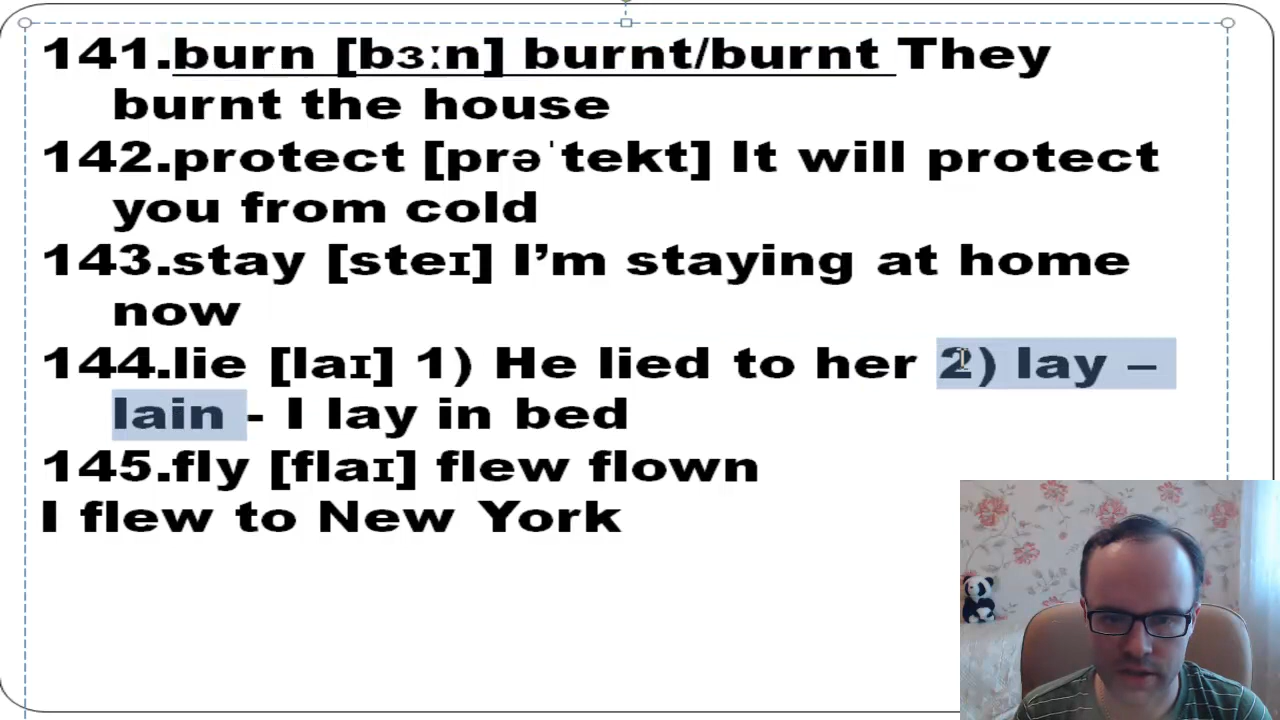 141.burn [bɜːn] burnt/burnt They
burnt the house
142.protect [prəˈtekt] It will protect
you from cold
143.stay [steɪ] I’m staying at home
now
144.lie [laɪ] 1) He lied to her 2) lay –
lain - I lay in bed
145.fly [flaɪ] flew flown
I flew to New York